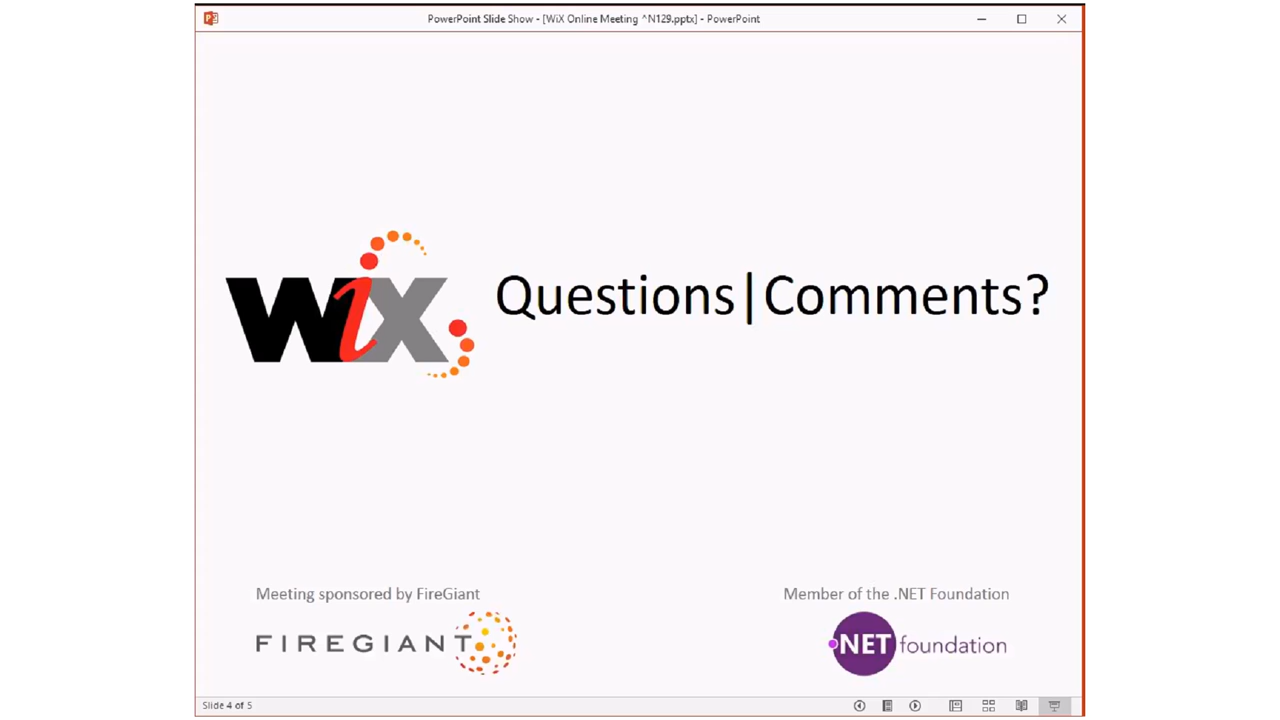 PowerPoint Slide Show - [WiX Online Meeting ^N129.pptx] - PowerPoint
WiX
Questions|Comments?
Meeting sponsored by FireGiant
Member of the .NET Foundation
FIREGIANT
.NET foundation
Slide 4 of 5